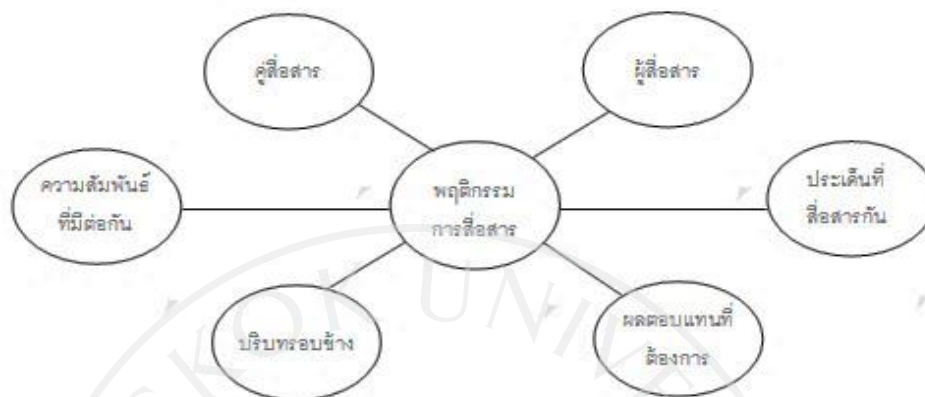 คู่สื่อสาร
ผู้สื่อสาร
ความสัมพันธ์
ที่มีต่อกัน
พฤติกรรม
การสื่อสาร
ประเด็นที่
สื่อสารกัน
บริบทรอบข้าง
ผลตอบแทนที่
ต้องการ